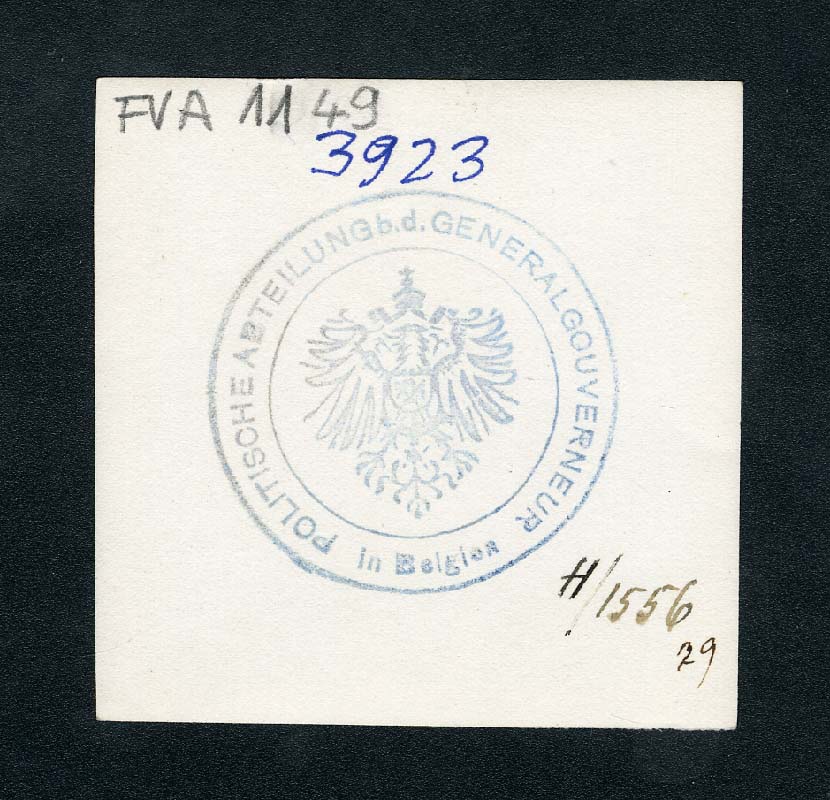 FVA 1149
3923
POLITISCHE ABTEILUNG b.d. GENERALGOUVERNEUR
in Belgien
H/1556
29